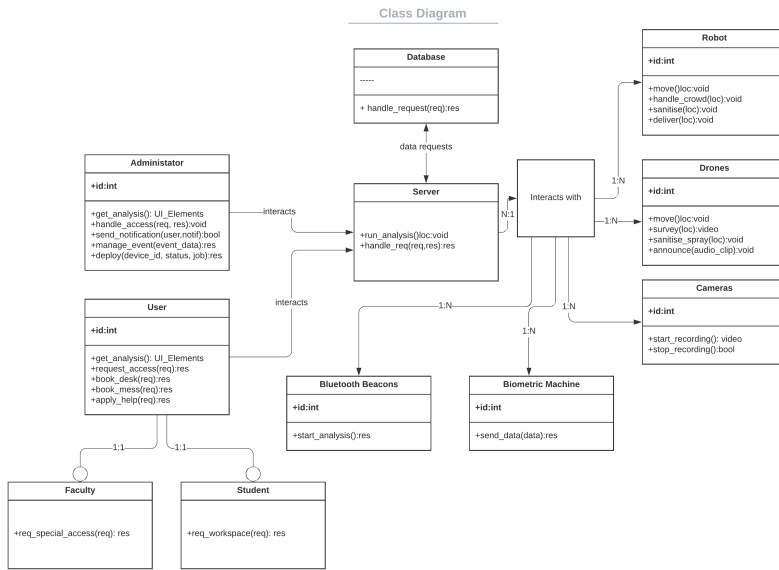 Class Diagram
Database
-----
+ handle_request(req):res
data requests
Administator
+id:int
+get_analysis(): UI_Elements
+handle_access(req, res):void
+send_notification(user,notif):bool
+manage_event(event_data):res
+deploy(device_id, status, job):res
interacts
Server
+run_analysis()loc:void
+handle_req(req,res):res
N:1
Interacts with
1:N
Robot
+id:int
+move()loc:void
+handle_crowd(loc):void
+sanitise(loc):void
+deliver(loc):void
1:N
Drones
+id:int
+move()loc:void
+survey(loc):video
+sanitise_spray(loc):void
+announce(audio_clip):void
1:N
Cameras
+id:int
+start_recording(): video
+stop_recording():bool
User
+id:int
+get_analysis(): UI_Elements
+request_access(req):res
+book_desk(req):res
+book_mess(req):res
+apply_help(req):res
interacts
1:N
Bluetooth Beacons
+id:int
+start_analysis():res
1:N
Biometric Machine
+id:int
+send_data(data):res
1:1
1:1
Faculty
+req_special_access(req): res
Student
+req_workspace(req): res